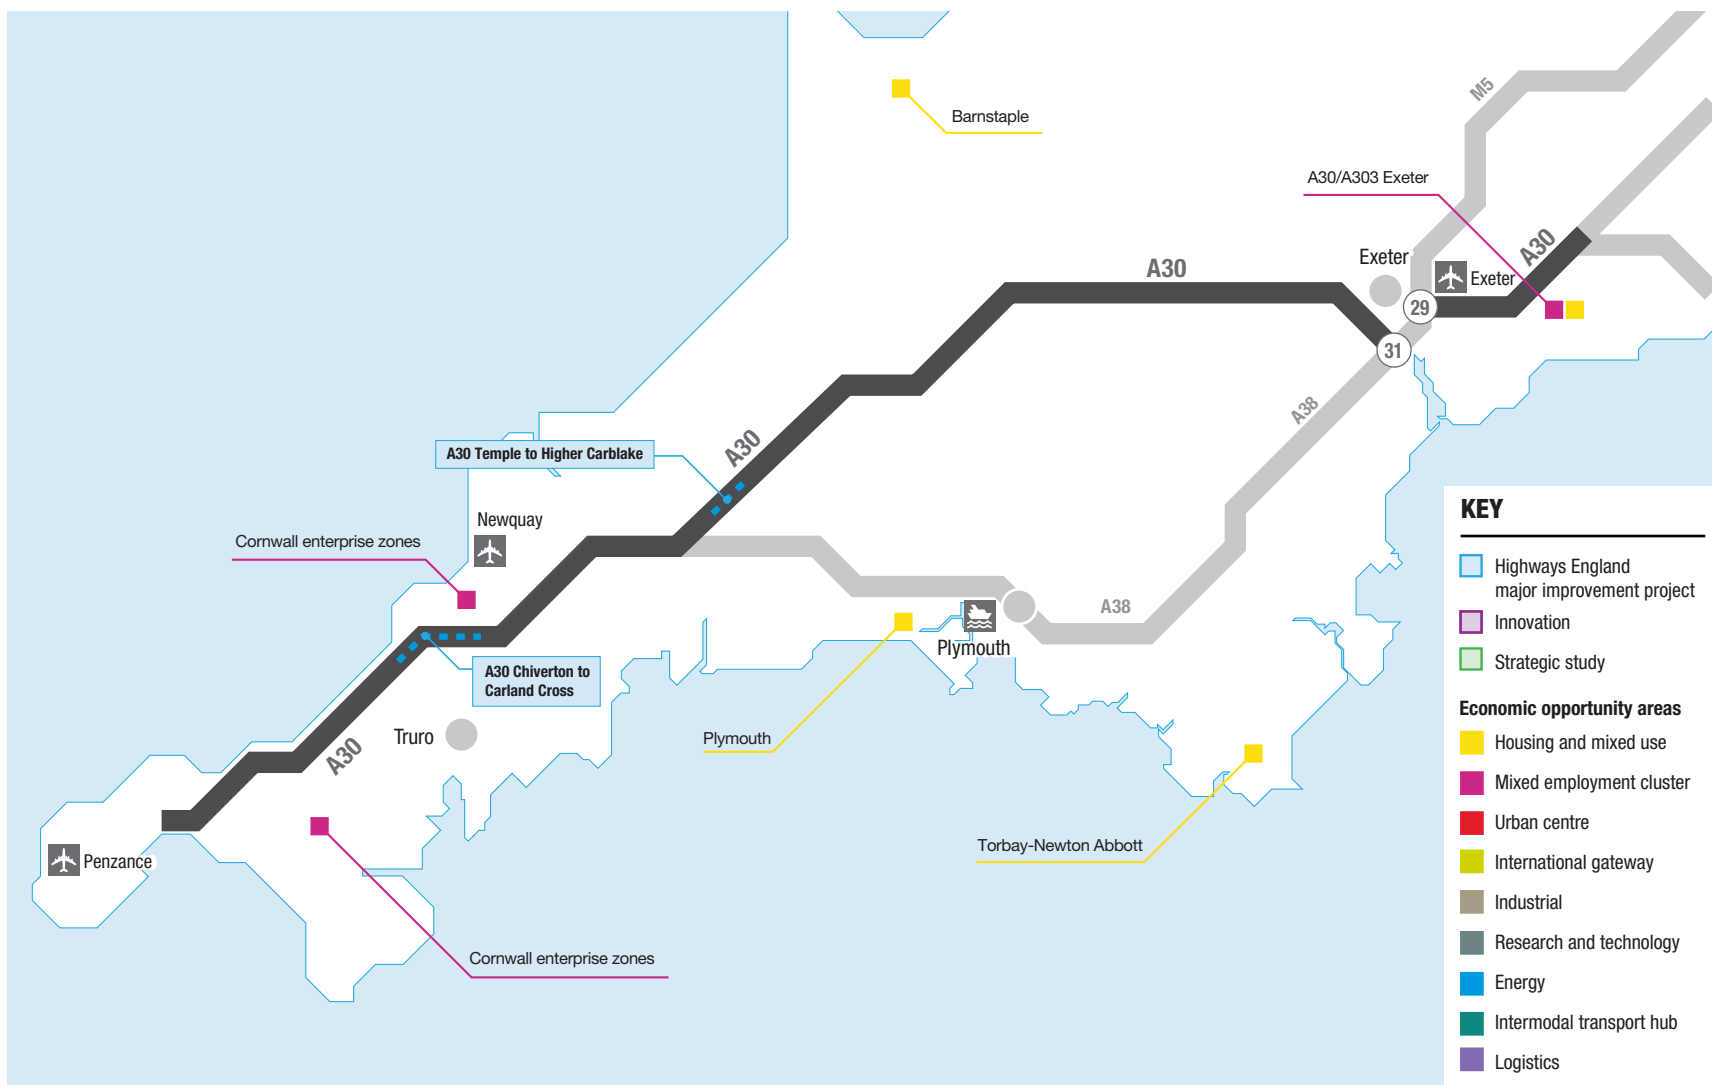 Barnstaple
M5
A30/A303 Exeter
A30
Exeter
A30
Exeter
29
31
A38
A30
A30 Temple to Higher Carblake
Newquay
Cornwall enterprise zones
A38
Plymouth
A30 Chiverton to
Carland Cross
Truro
A30
Plymouth
Torbay-Newton Abbott
Penzance
Cornwall enterprise zones
KEY
Highways England
major improvement project
Innovation
Strategic study
Economic opportunity areas
Housing and mixed use
Mixed employment cluster
Urban centre
International gateway
Industrial
Research and technology
Energy
Intermodal transport hub
Logistics